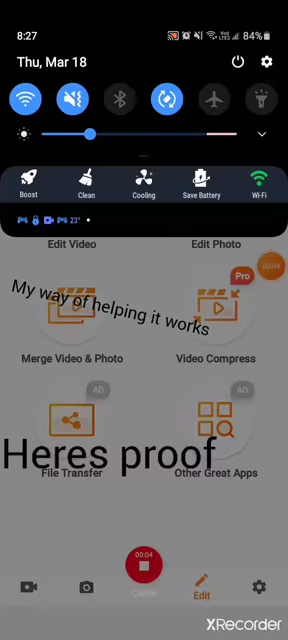 8:27
84%
Thu, Mar 18
Boost
Clean
Cooling
Save Battery
Wi-Fi
23°
Edit Video
Edit Photo
Pro
00:04
My way of helping it works
Merge Video & Photo
Video Compress
AD
AD
Heres proof
File Transfer
Other Great Apps
00:04
Edit
XRecorder